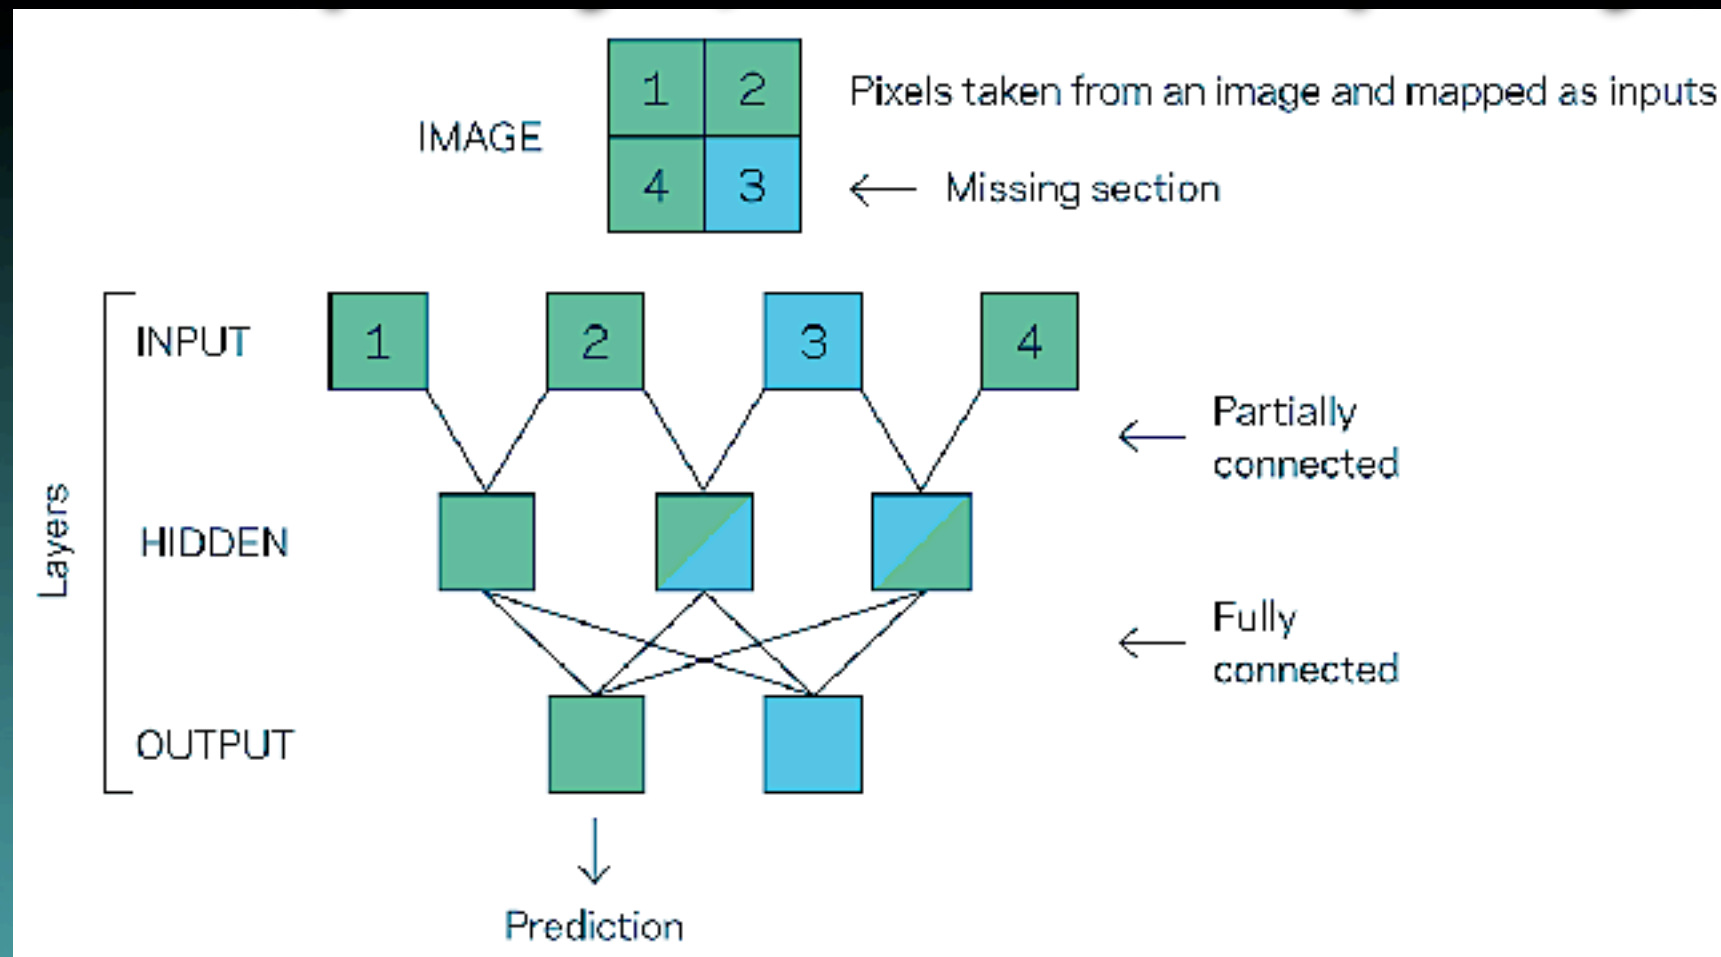 1 2
Pixels taken from an image and mapped as inputs
IMAGE
4 3
Missing section
INPUT
1 2 3 4
Partially
connected
Layers
HIDDEN
Fully
connected
OUTPUT
Prediction